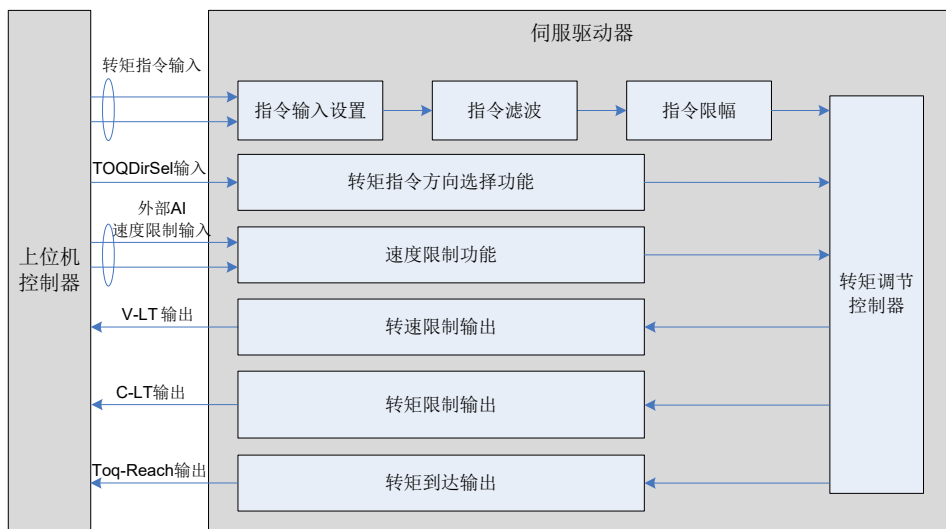 伺服驱动器
转矩指令输入
指令输入设置
指令滤波
指令限幅
TOQDirSel输入
转矩指令方向选择功能
外部AI
速度限制输入
速度限制功能
上位机
控制器
转矩调节
控制器
V-LT 输出
转速限制输出
C-LT输出
转矩限制输出
Toq-Reach输出
转矩到达输出